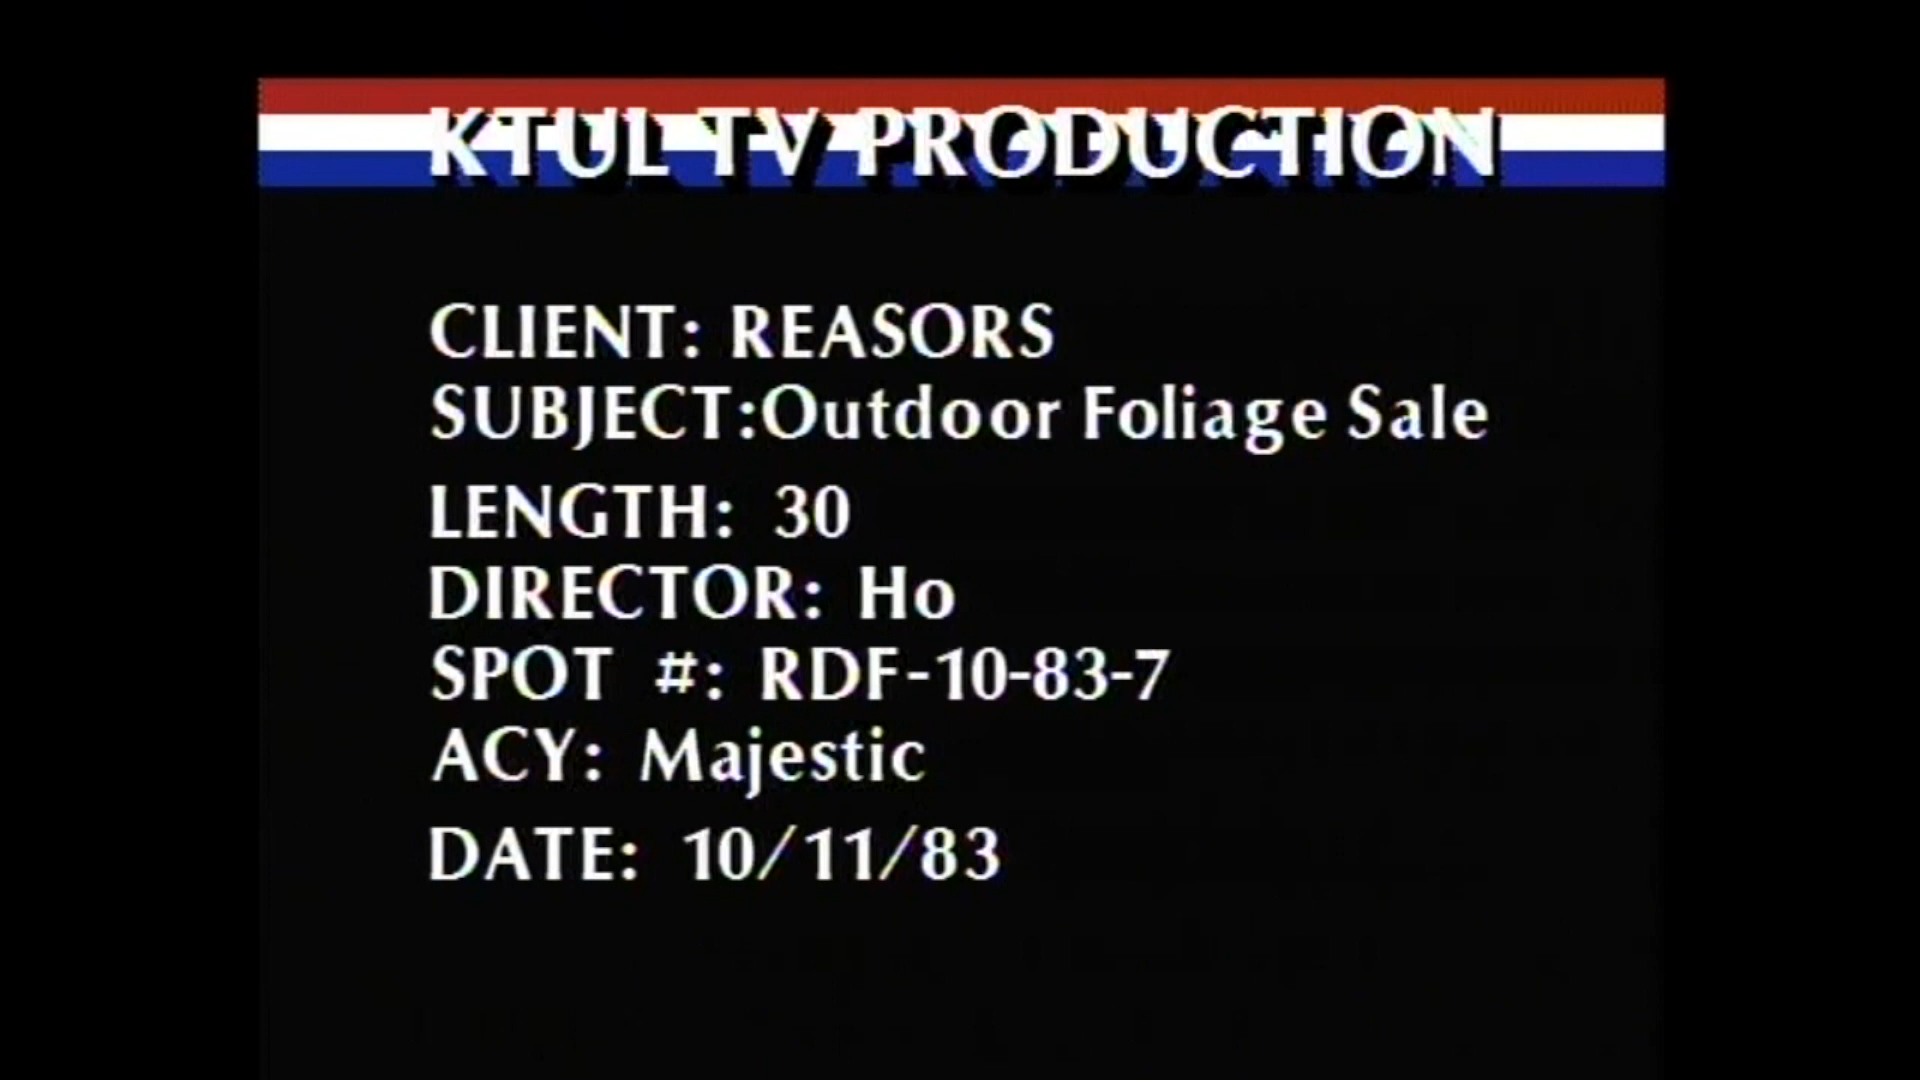 KTUL TV PRODUCTION
CLIENT: REASORS
SUBJECT:Outdoor Foliage Sale
LENGTH: 30
DIRECTOR: Ho
SPOT #: RDF-10-83-7
ACY: Majestic
DATE: 10/11/83